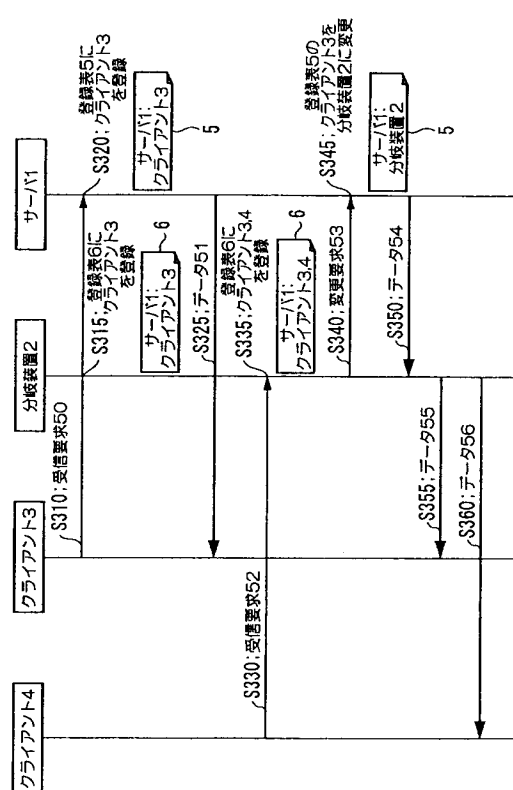 クライアント4
クライアント3
分岐装置2
サーバ1
S310；受信要求50
S315；登録表6に
クライアント3
を登録
サーバ1：
クライアント3
6
S320；登録表5に
クライアント3
を登録
サーバ1：
クライアント3
5
S325；データ51
S330；受信要求52
S335；登録表6に
クライアント3,4
を登録
サーバ1：
クライアント3,4
6
S340；変更要求53
S345；登録表5の
クライアント3を
分岐装置2に変更
サーバ1：
分岐装置2
5
S350；データ54
S355；データ55
S360；データ56